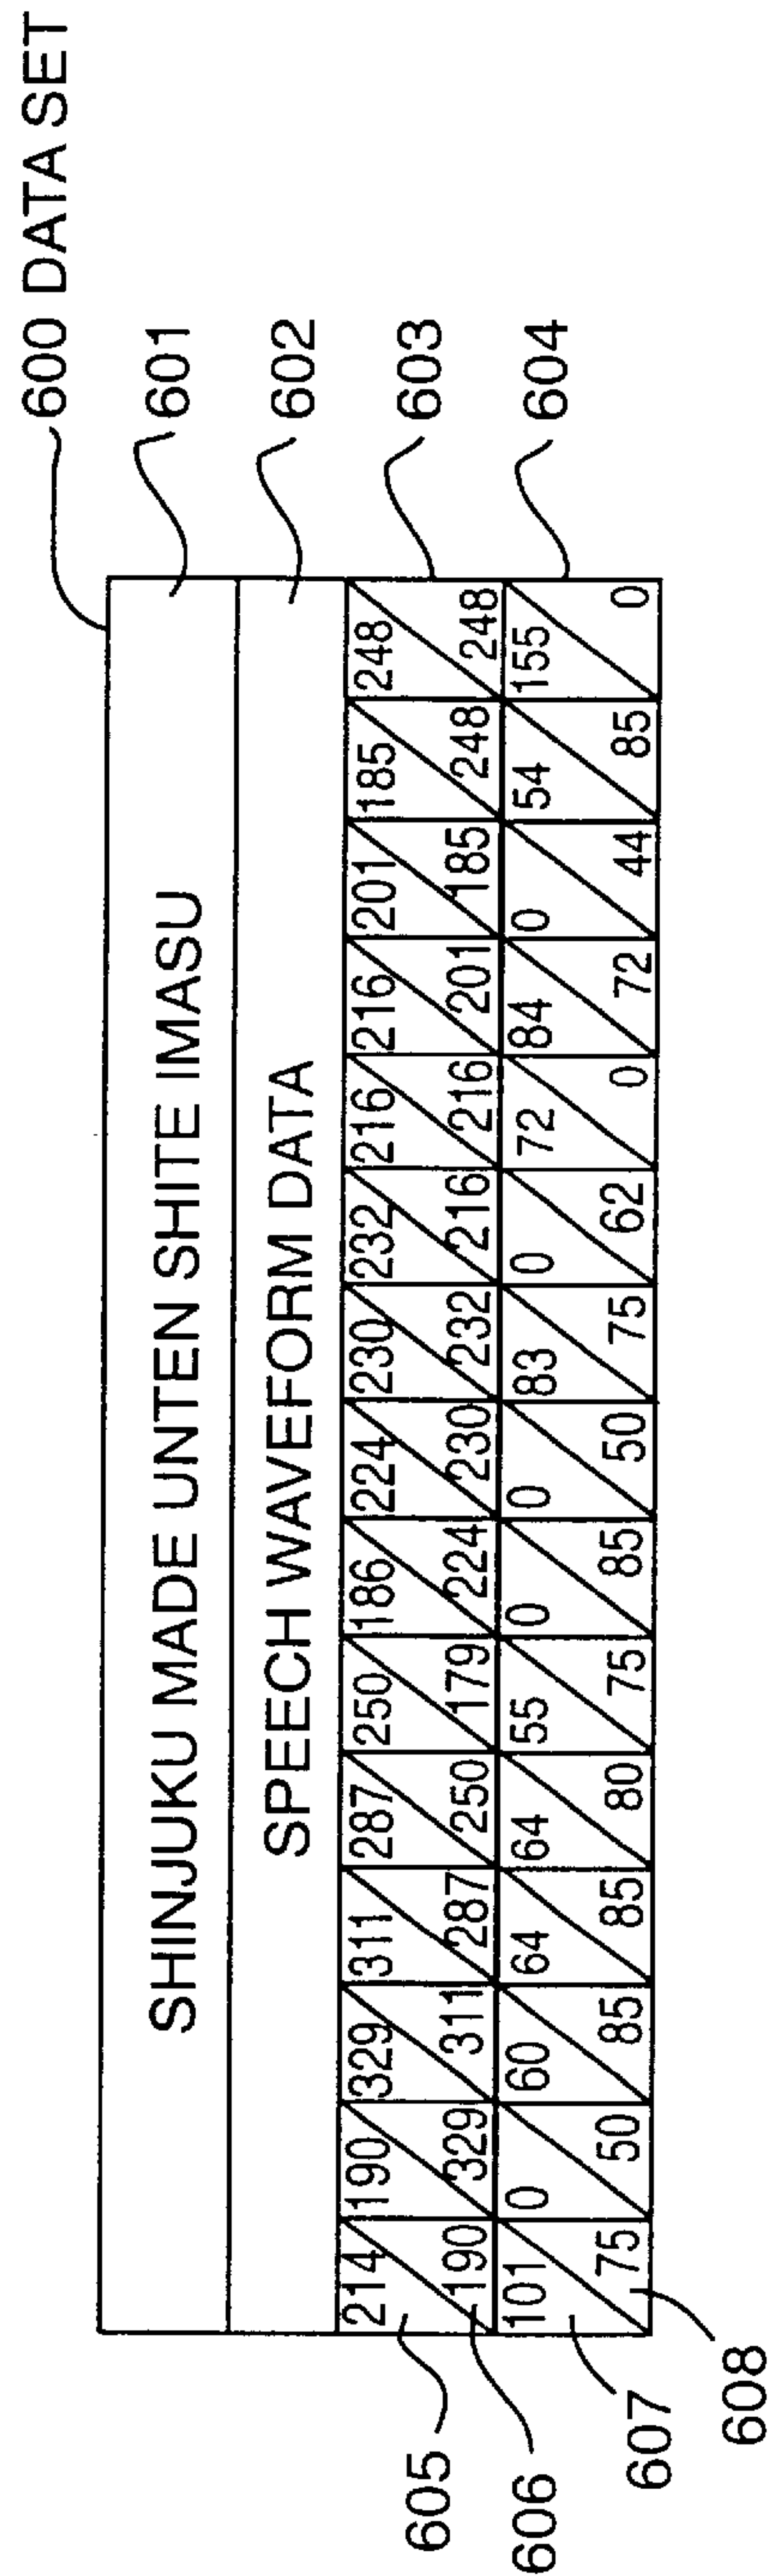 600 DATA SET
601
SHINJUKU MADE UNTEN SHITE IMASU
602
SPEECH WAVEFORM DATA
603
214 190 329 311 287 250 186 224 230 232 216 216 201 185 248
190 329 311 287 250 179 224 230 232 216 216 201 185 248 248
604
101 0 60 64 64 55 0 0 83 0 72 84 0 54 155
75 50 85 85 80 75 85 50 75 62 0 72 44 85 0
605
606
607
608